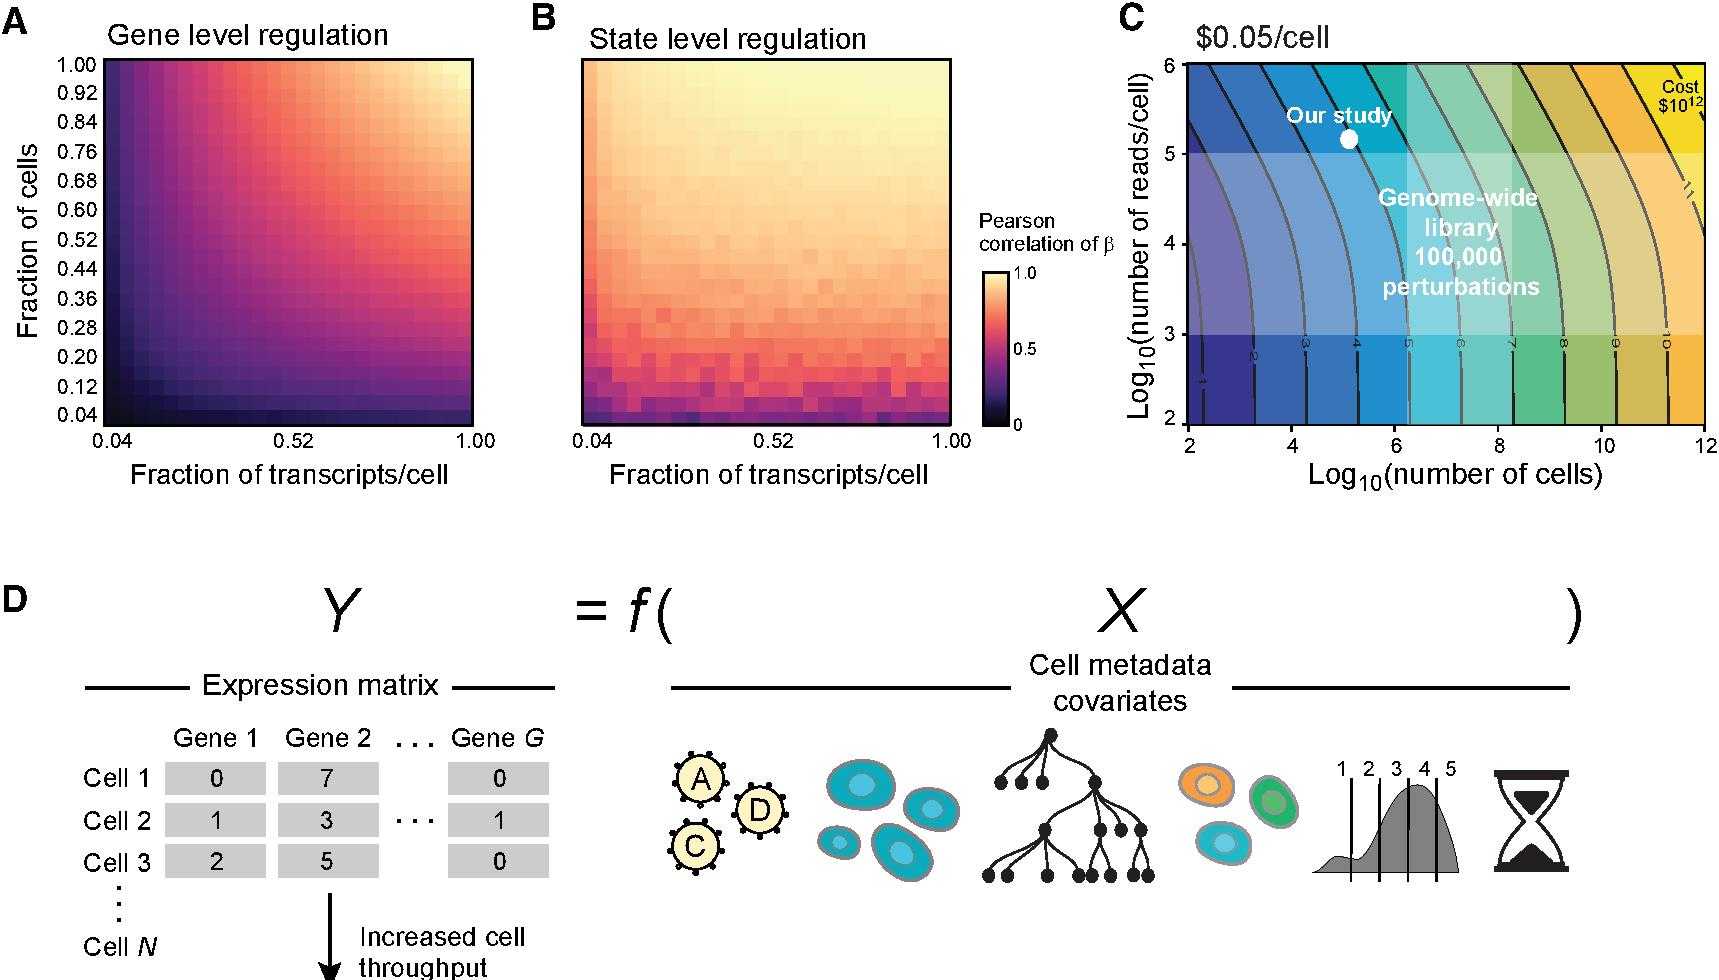 A
Gene level regulation
1.00
0.92
0.84
0.76
0.68
0.60
0.52
0.44
0.36
0.28
0.20
0.12
0.04
Fraction of cells
0.04 0.52 1.00
Fraction of transcripts/cell
B
State level regulation
0.04 0.52 1.00
Fraction of transcripts/cell
Pearson
correlation of β
1.0
0.5
0
C
$0.05/cell
Log10(number of reads/cell)
6
5
4
3
2
Cost
$10¹²
Our study
Genome-wide
library
100,000
perturbations
11
1 2 3 4 5 6 7 8 9 10
2 4 6 8 10 12
Log10(number of cells)
D
Y = f( X )
Expression matrix
Gene 1 Gene 2 ... Gene G
Cell 1 0 7 0
Cell 2 1 3 ... 1
Cell 3 2 5 0
Cell N
Increased cell
throughput
Cell metadata
covariates
A
D
C
1 2 3 4 5